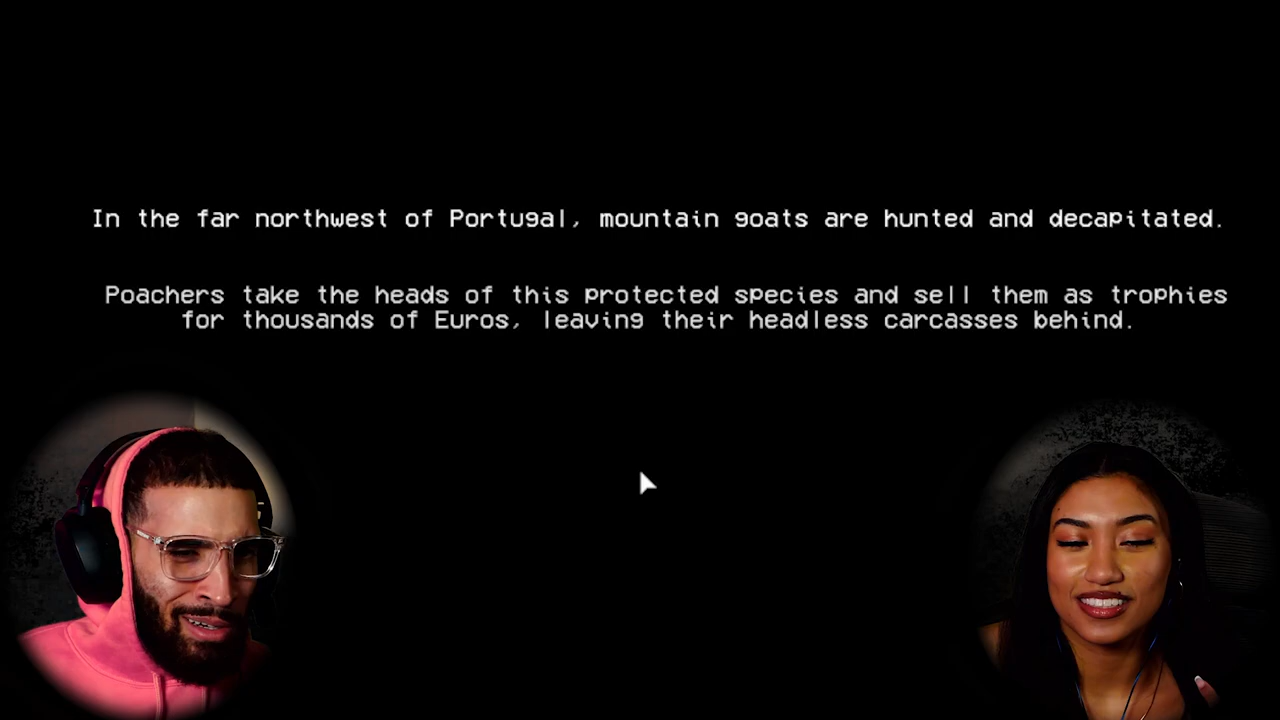 In the far northwest of Portugal, mountain goats are hunted and decapitated.
Poachers take the heads of this protected species and sell them as trophies
for thousands of Euros, leaving their headless carcasses behind.